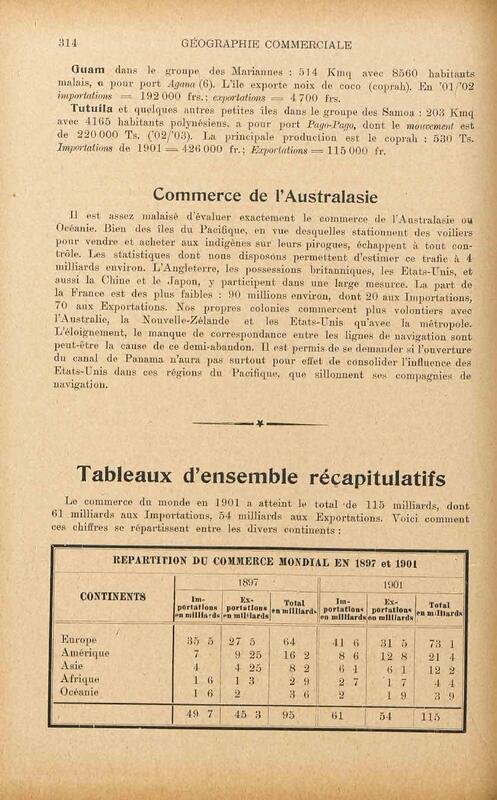 314 GÉOGRAPHIE COMMERCIALE
Guam dans le groupe des Mariannes : 514 Kmq avec 8560 habitants
malais, a pour port Agana (6). L'île exporte noix de coco (coprah). En '01/'02
importations = 192 000 frs.; exportations = 4 700 frs.
Tutuila et quelques autres petites îles dans le groupe des Samoa : 203 Kmq
avec 4165 habitants polynésiens, a pour port Pago-Pago, dont le mouvement est
de 220 000 Ts. ('02/'03). La principale production est le coprah : 530 Ts.
Importations de 1901 = 426 000 fr.; Exportations = 115 000 fr.
Commerce de l'Australasie
Il est assez malaisé d'évaluer exactement le commerce de l'Australasie ou
Océanie. Bien des îles du Pacifique, en vue desquelles stationnent des voiliers
pour vendre et acheter aux indigènes sur leurs pirogues, échappent à tout con-
trôle. Les statistiques dont nous disposons permettent d'estimer ce trafic à 4
milliards environ. L'Angleterre, les possessions britanniques, les Etats-Unis, et
aussi la Chine et le Japon, y participent dans une large mesure. La part de
la France est des plus faibles : 90 millions environ, dont 20 aux Importations,
70 aux Exportations. Nos propres colonies commercent plus volontiers avec
l'Australie, la Nouvelle-Zélande et les Etats-Unis qu'avec la métropole.
L'éloignement, le manque de correspondance entre les lignes de navigation sont
peut-être la cause de ce demi-abandon. Il est permis de se demander si l'ouverture
du canal de Panama n'aura pas surtout pour effet de consolider l'influence des
Etats-Unis dans ces régions du Pacifique, que sillonnent ses compagnies de
navigation.
Tableaux d'ensemble récapitulatifs
Le commerce du monde en 1901 a atteint le total de 115 milliards, dont
61 milliards aux Importations, 54 milliards aux Exportations. Voici comment
ces chiffres se répartissent entre les divers continents :
REPARTITION DU COMMERCE MONDIAL EN 1897 et 1901
CONTINENTS 1897 1901
Im-portations en milliards Ex-portations en milliards Total en milliards Im-portations en milliards Ex-portations en milliards Total en milliards
Europe 35 5 27 5 64 41 6 31 5 73 1
Amérique 7 9 25 16 2 8 6 12 8 21 4
Asie 4 4 25 8 2 6 1 6 1 12 2
Afrique 1 6 1 3 2 9 2 7 1 7 4 4
Océanie 1 6 2 3 6 2 1 9 3 9
49 7 45 3 95 61 54 115